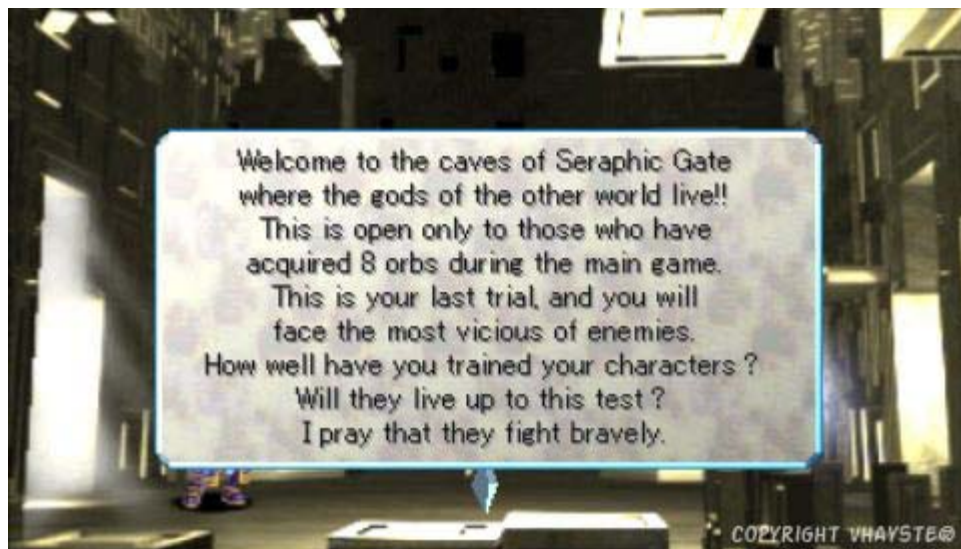 Welcome to the caves of Seraphic Gate
where the gods of the other world live!!
This is open only to those who have
acquired 8 orbs during the main game.
This is your last trial, and you will
face the most vicious of enemies.
How well have you trained your characters ?
Will they live up to this test ?
I pray that they fight bravely.
COPYRIGHT VHAYSTE@